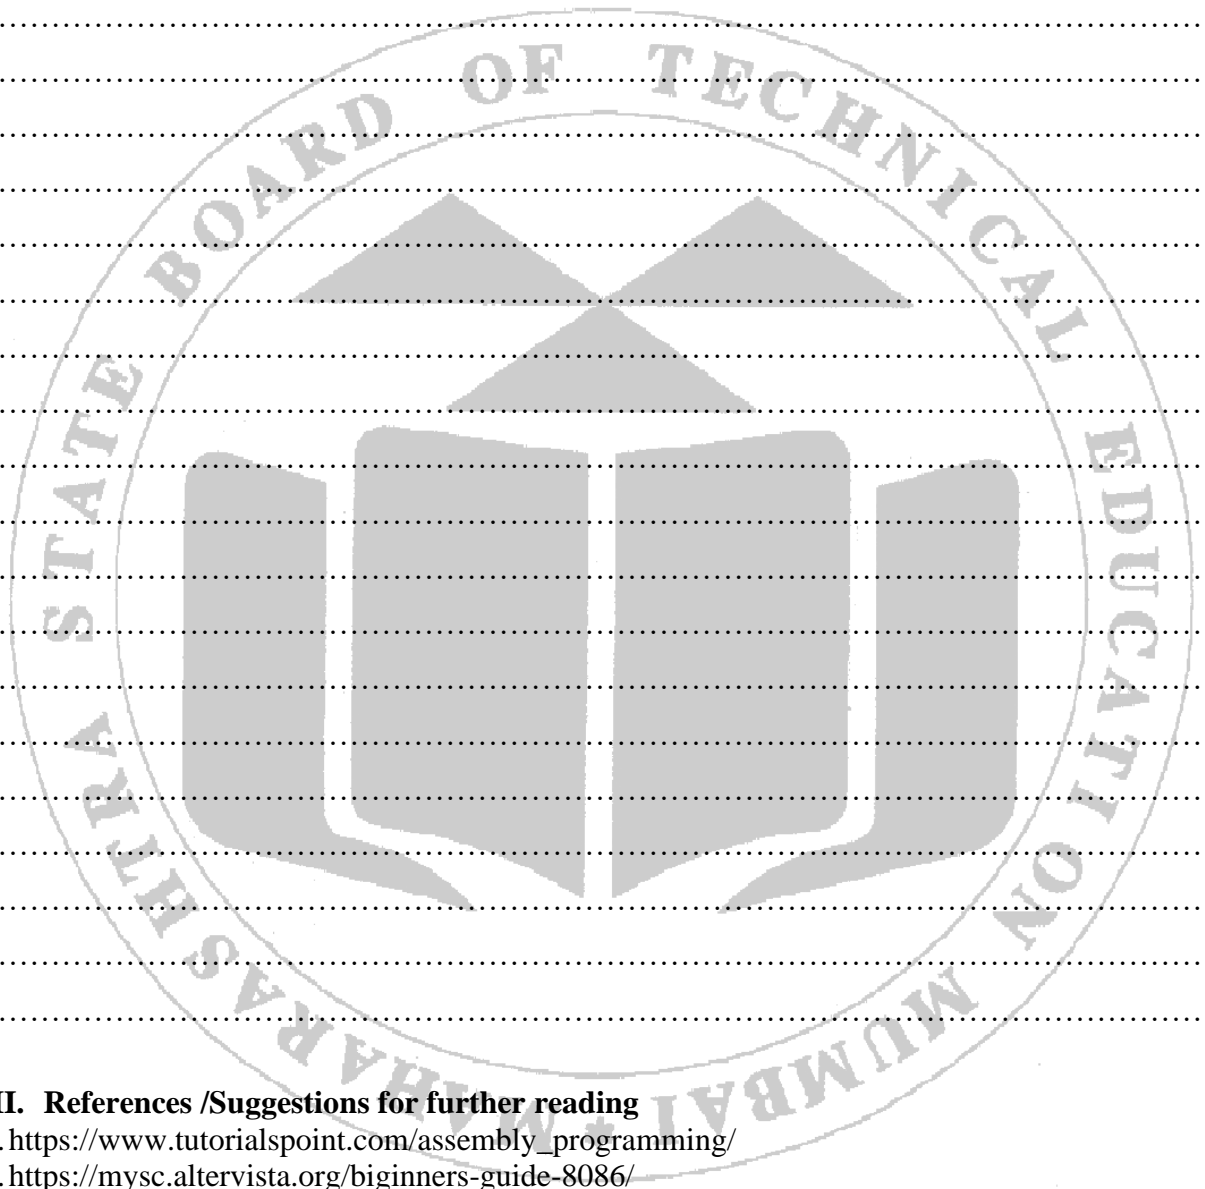 MAHARASHTRA STATE BOARD OF TECHNICAL EDUCATION MUMBAI *
II. References /Suggestions for further reading
. https://www.tutorialspoint.com/assembly_programming/
. https://mysc.altervista.org/biginners-guide-8086/